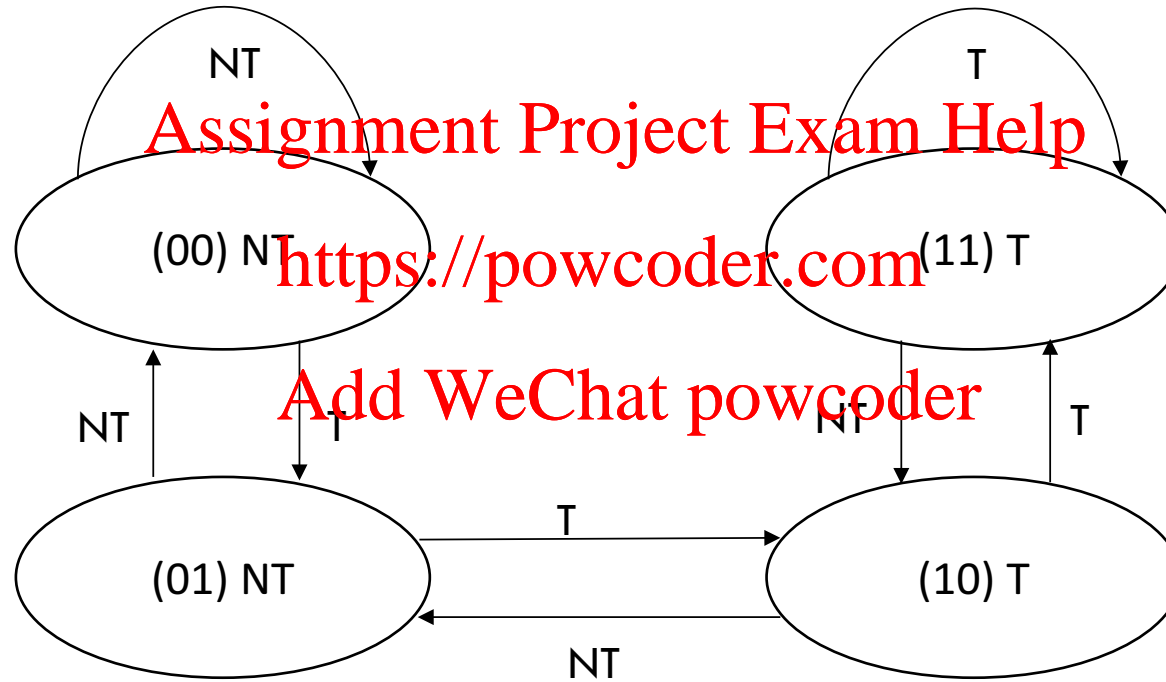 NT
T
Assignment Project Exam Help
(00) NT
(11) T
https://powcoder.com
Add WeChat powcoder
NT
T
NT
T
T
(01) NT
(10) T
NT